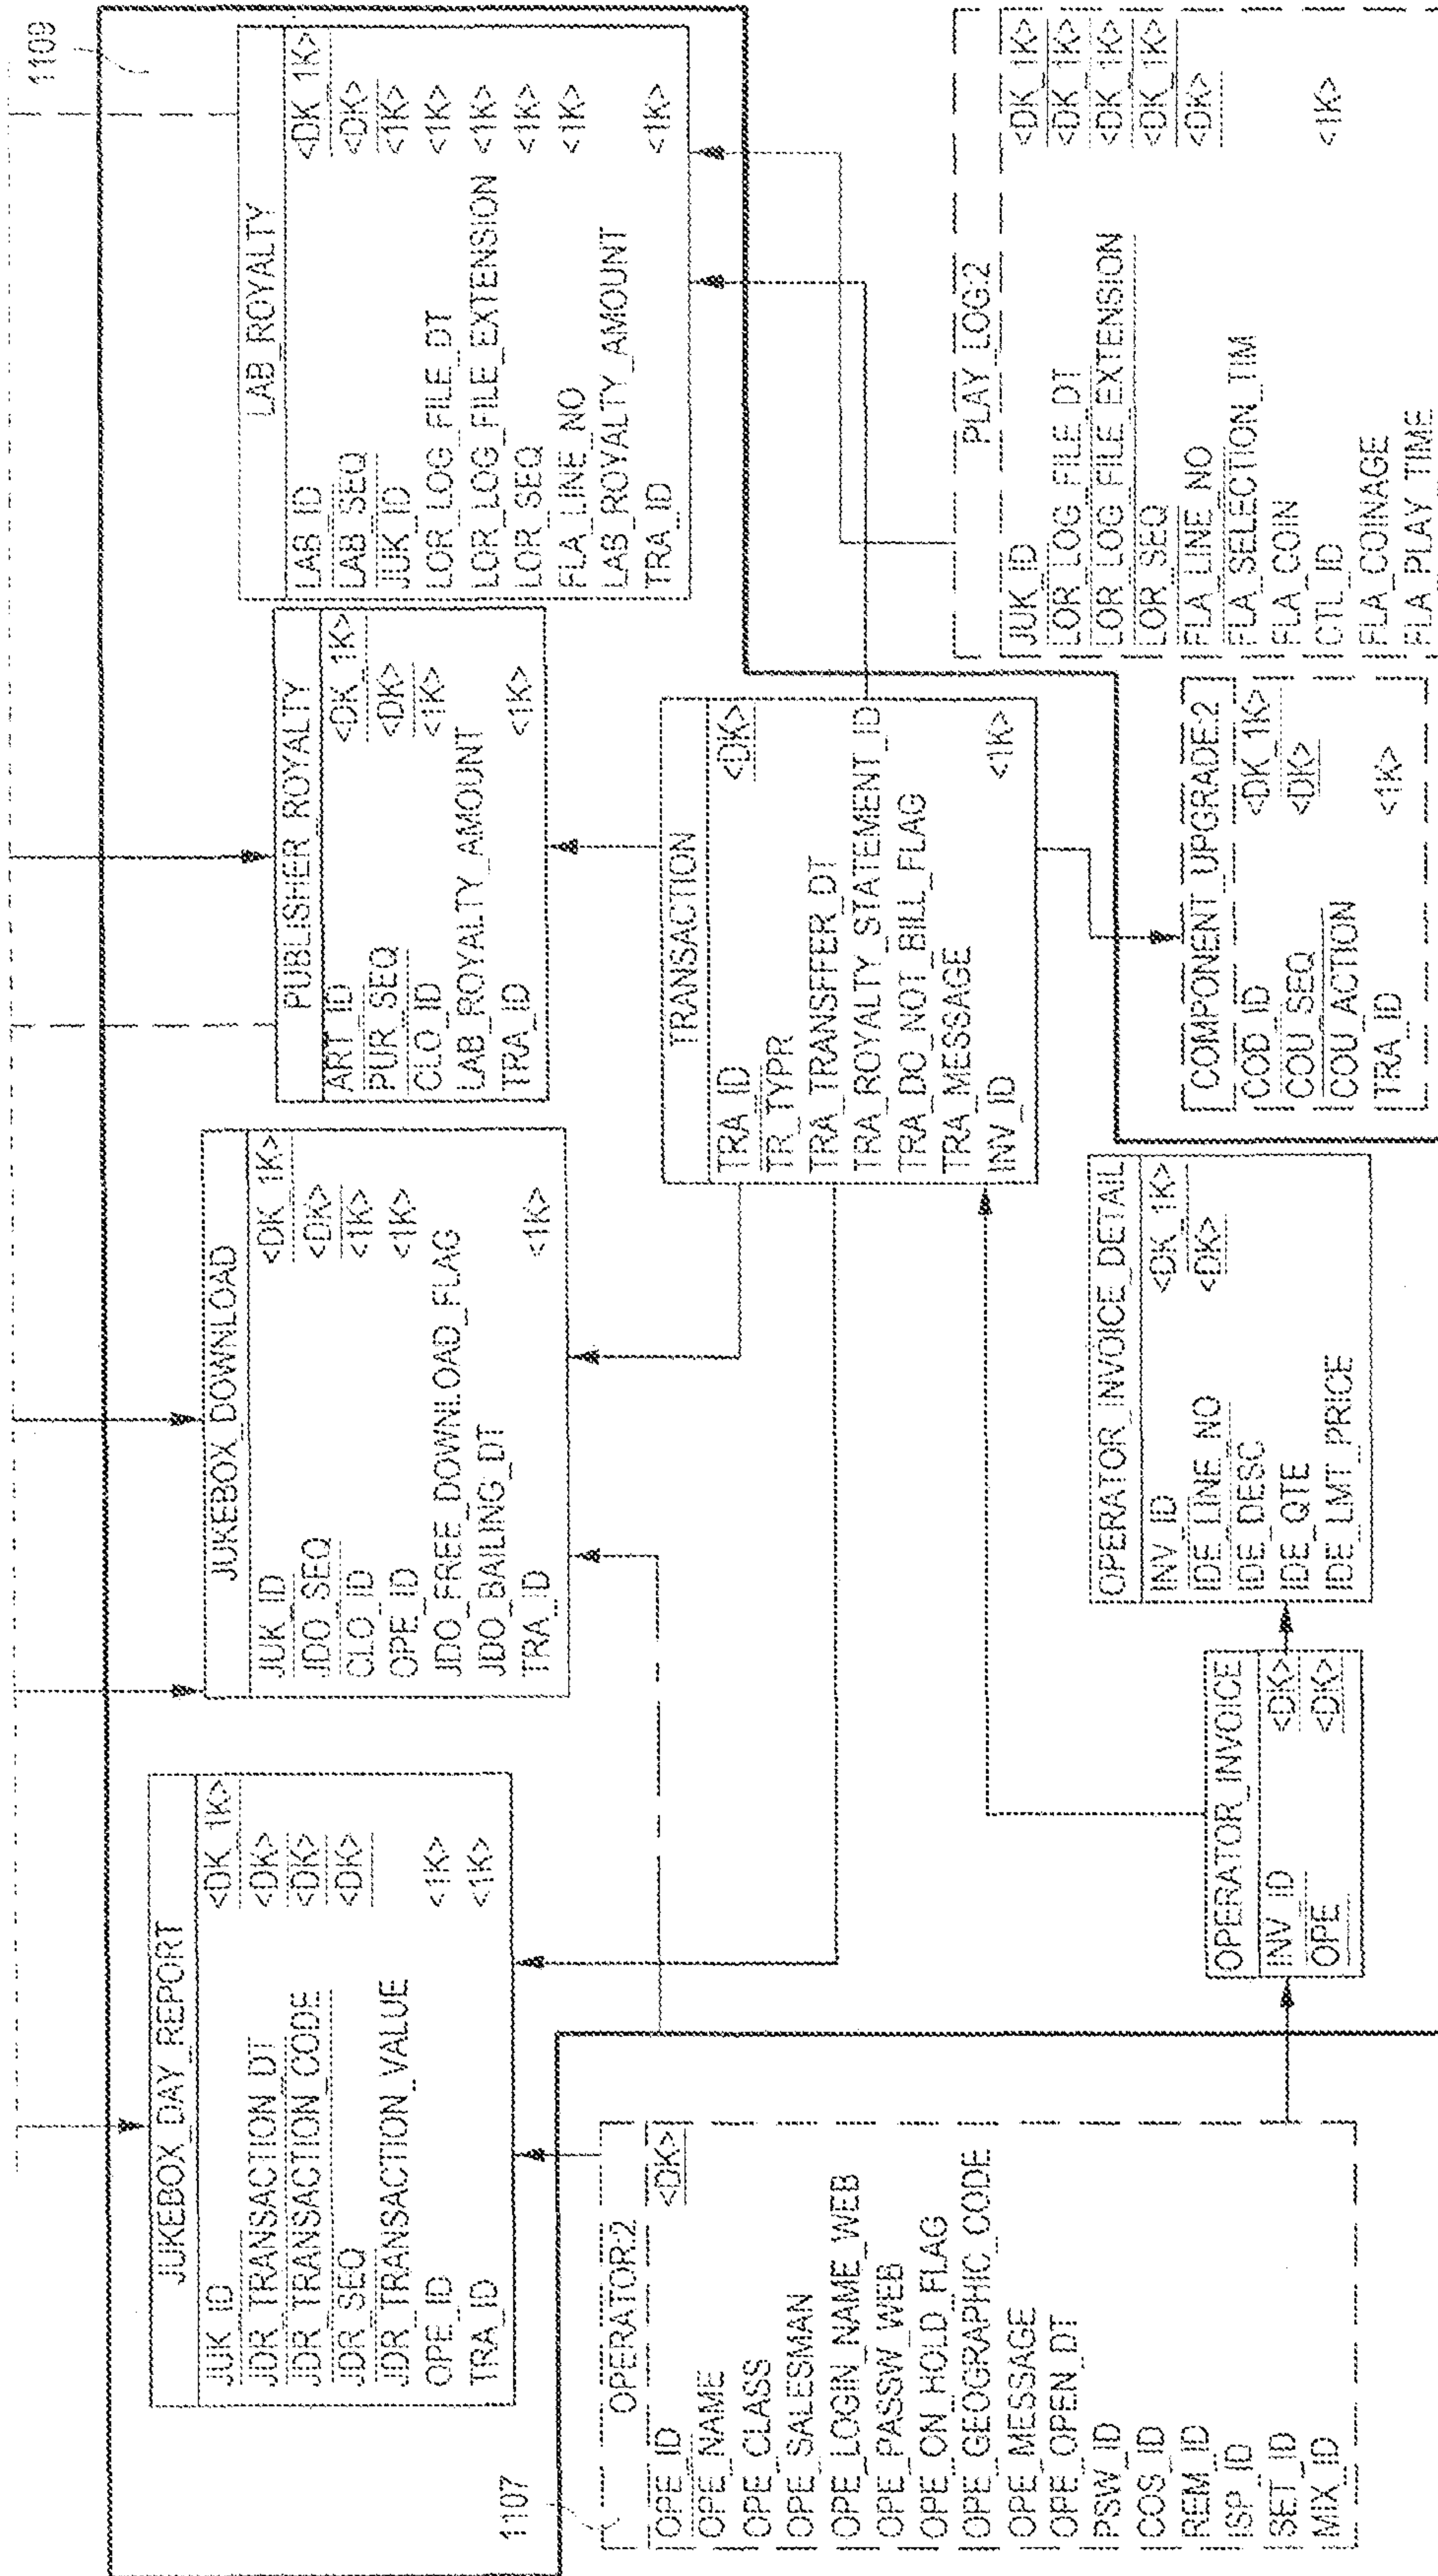 1109
JUKEBOX_DAY_REPORT
JUK_ID <DK_1K>
JDR_TRANSACTION_DT <DK>
JDR_TRANSACTION_CODE <DK>
JDR_SEQ <DK>
JDR_TRANSACTION_VALUE
OPE_ID <1K>
TRA_ID <1K>
JUKEBOX_DOWNLOAD
JUK_ID <DK_1K>
JDO_SEQ <DK>
CLO_ID <1K>
OPE_ID <1K>
JDO_FREE_DOWNLOAD_FLAG
JDO_BAILING_DT
TRA_ID <1K>
PUBLISHER_ROYALTY
ART_ID <DK_1K>
PUR_SEQ <DK>
CLO_ID <1K>
LAB_ROYALTY_AMOUNT
TRA_ID <1K>
LAB_ROYALTY
LAB_ID <DK_1K>
LAB_SEQ <DK>
JUK_ID <1K>
LOR_LOG_FILE_DT <1K>
LOR_LOG_FILE_EXTENSION <1K>
LOR_SEQ <1K>
FLA_LINE_NO <1K>
LAB_ROYALTY_AMOUNT
TRA_ID <1K>
1107
OPERATOR:2
OPE_ID <DK>
OPE_NAME
OPE_CLASS
OPE_SALESMAN
OPE_LOGIN_NAME_WEB
OPE_PASSW_WEB
OPE_ON_HOLD_FLAG
OPE_GEOGRAPHIC_CODE
OPE_MESSAGE
OPE_OPEN_DT
PSW_ID
COS_ID
REM_ID
ISP_ID
SET_ID
MIX_ID
TRANSACTION
TRA_ID <DK>
TR_TYPR
TRA_TRANSFER_DT
TRA_ROYALTY_STATEMENT_ID
TRA_DO_NOT_BILL_FLAG
TRA_MESSAGE
INV_ID <1K>
OPERATOR_INVOICE
INV_ID <DK>
OPE <DK>
OPERATOR_INVOICE_DETAIL
INV_ID <DK_1K>
IDE_LINE_NO <DK>
IDE_DESC
IDE_QTE
IDE_LMT_PRICE
COMPONENT_UPGRADE:2
COD_ID <DK_1K>
COU_SEQ <DK>
COU_ACTION
TRA_ID <1K>
PLAY_LOG:2
JUK_ID <DK_1K>
LOR_LOG_FILE_DT <DK_1K>
LOR_LOG_FILE_EXTENSION <DK_1K>
LOR_SEQ <DK_1K>
FLA_LINE_NO <DK>
FLA_SELECTION_TIM
FLA_COIN
CTL_ID <1K>
FLA_COINAGE
FLA_PLAY_TIME